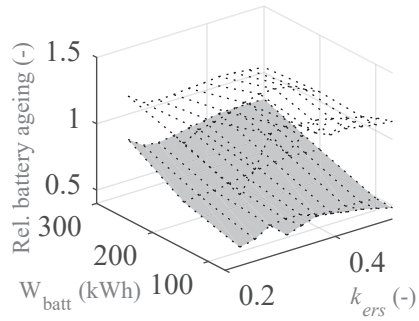 Rel. battery ageing (-)
1.5
1
0.5
300
200
100
W_batt (kWh)
0.2
0.4
k_ers (-)